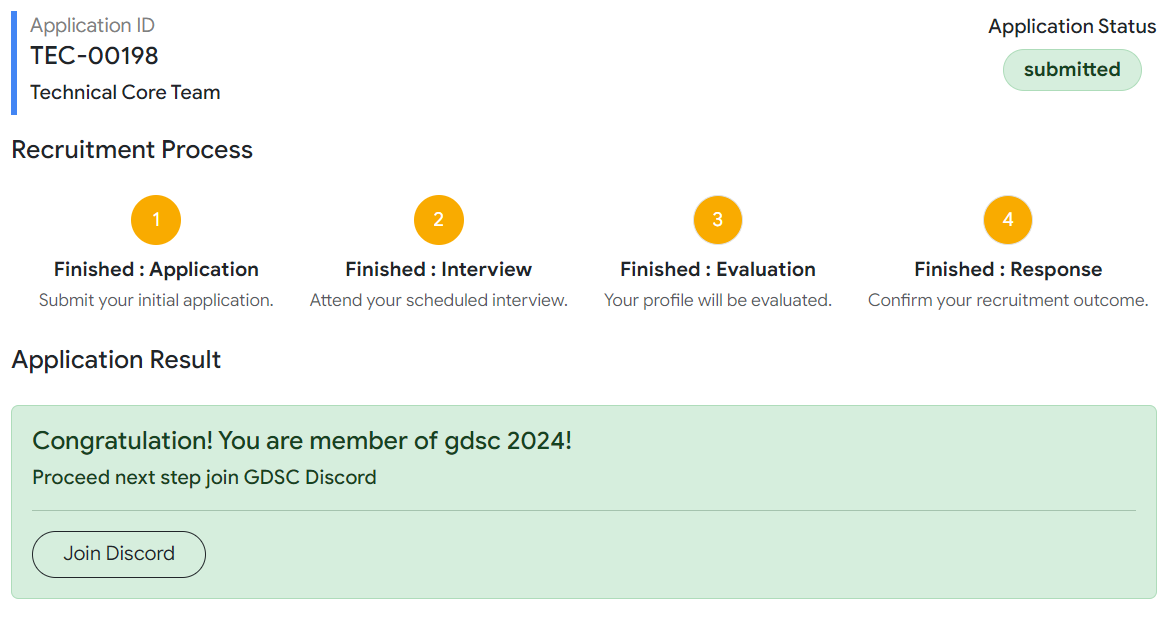 Application ID
TEC-00198
Technical Core Team
Application Status
submitted
Recruitment Process
1
2
3
4
Finished : Application
Finished : Interview
Finished : Evaluation
Finished : Response
Submit your initial application.
Attend your scheduled interview.
Your profile will be evaluated.
Confirm your recruitment outcome.
Application Result
Congratulation! You are member of gdsc 2024!
Proceed next step join GDSC Discord
Join Discord